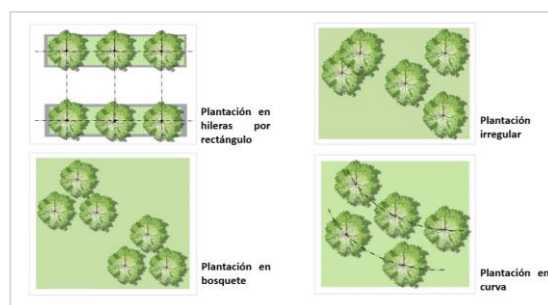 Plantación en
hileras por
rectángulo
Plantación
irregular
Plantación en
bosquete
Plantación en
curva